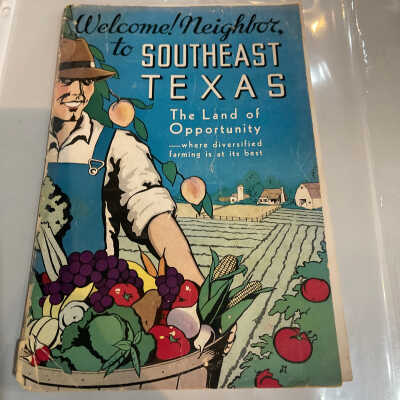 Welcome! Neighbor,
to SOUTHEAST
TEXAS
The Land of
Opportunity
—where diversified
farming is at its best